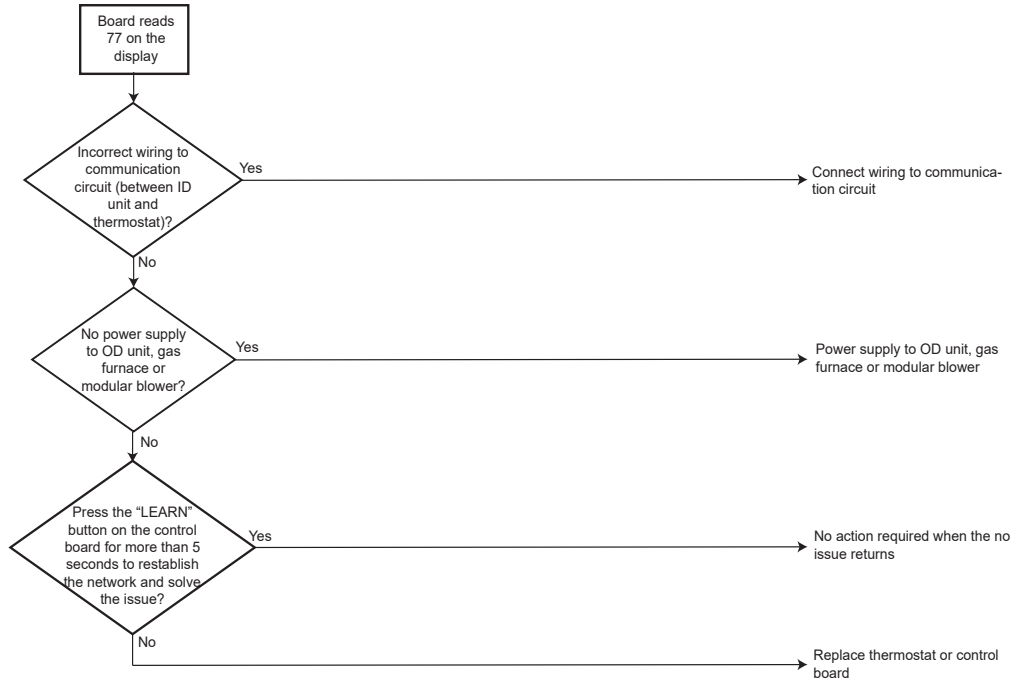 Board reads
77 on the
display
Incorrect wiring to
communication
circuit (between ID
unit and
thermostat)?
Yes
Connect wiring to communica-
tion circuit
No
No power supply
to OD unit, gas
furnace or
modular blower?
Yes
Power supply to OD unit, gas
furnace or modular blower
No
Press the “LEARN”
button on the control
board for more than 5
seconds to restablish
the network and solve
the issue?
Yes
No action required when the no
issue returns
No
Replace thermostat or control
board